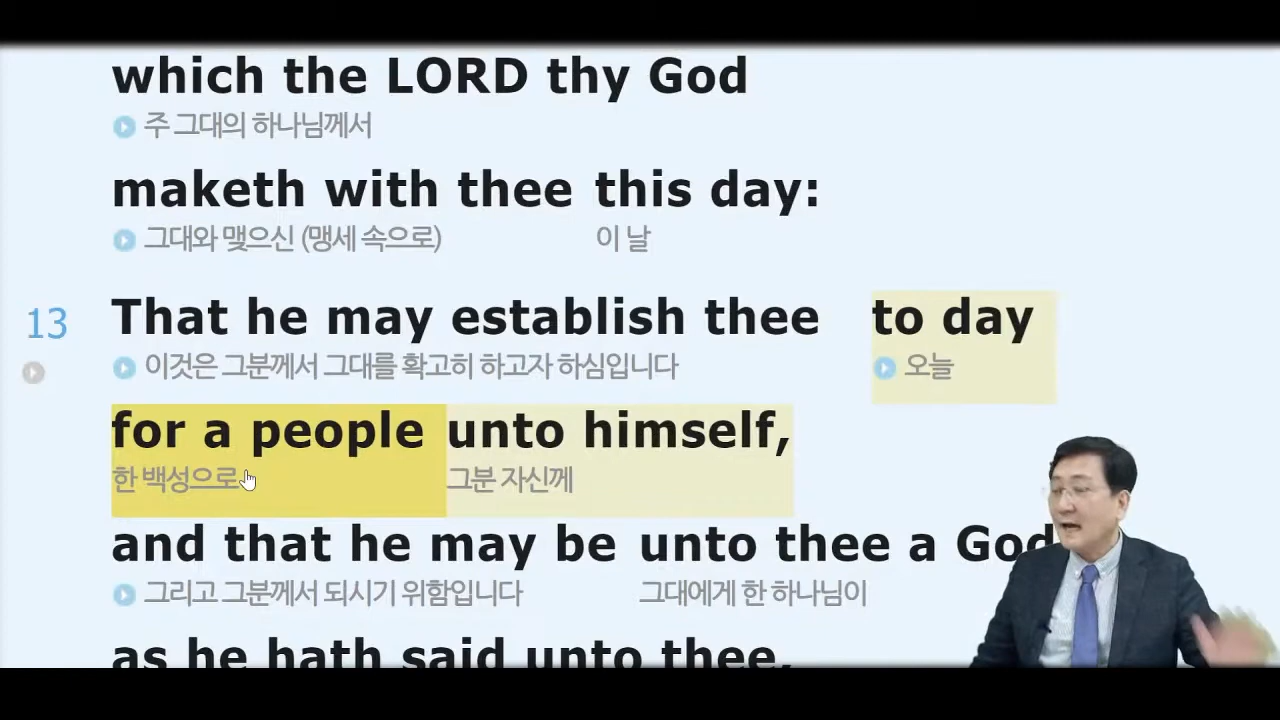 which the LORD thy God
주 그대의 하나님께서
maketh with thee this day:
그대와 맺으신 (맹세 속으로) 이 날
13 That he may establish thee to day
이것은 그분께서 그대를 확고히 하고자 하심입니다 오늘
for a people unto himself,
한 백성으로 그분 자신께
and that he may be unto thee a God
그리고 그분께서 되시기 위함입니다 그대에게 한 하나님이
as he hath said unto thee,